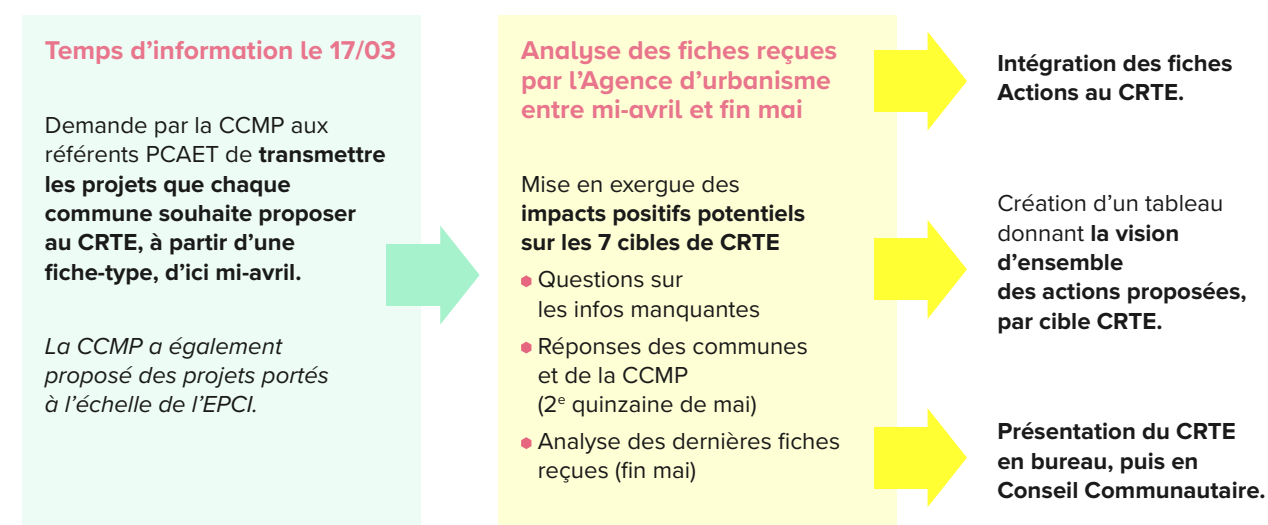 Temps d’information le 17/03
Demande par la CCMP aux
référents PCAET de transmettre
les projets que chaque
commune souhaite proposer
au CRTE, à partir d’une
fiche-type, d’ici mi-avril.
La CCMP a également
proposé des projets portés
à l’échelle de l’EPCI.
Analyse des fiches reçues
par l’Agence d’urbanisme
entre mi-avril et fin mai
Mise en exergue des
impacts positifs potentiels
sur les 7 cibles de CRTE
Questions sur
les infos manquantes
Réponses des communes
et de la CCMP
(2e quinzaine de mai)
Analyse des dernières fiches
reçues (fin mai)
Intégration des fiches
Actions au CRTE.
Création d’un tableau
donnant la vision
d’ensemble
des actions proposées,
par cible CRTE.
Présentation du CRTE
en bureau, puis en
Conseil Communautaire.